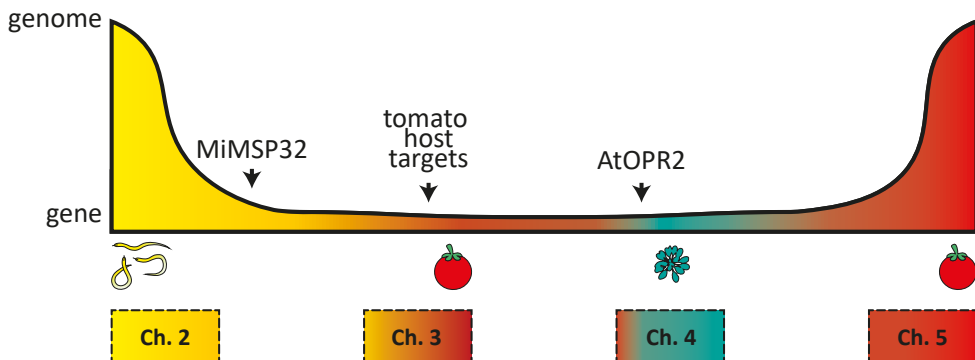 genome
tomato
host
targets
MiMSP32
AtOPR2
gene
Ch. 2
Ch. 3
Ch. 4
Ch. 5